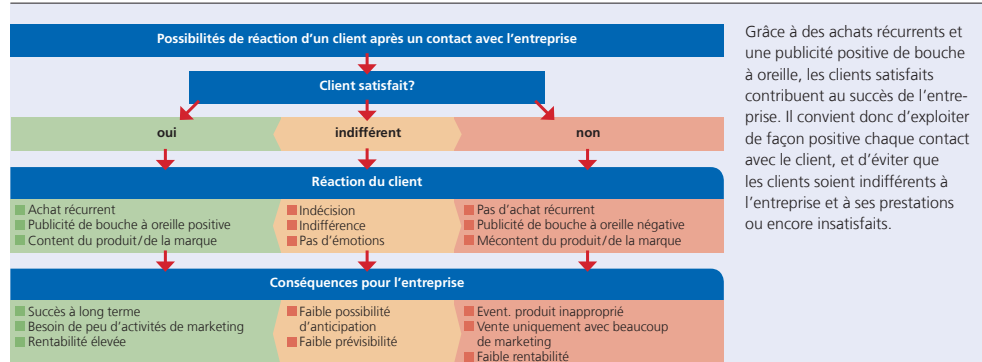 Possibilités de réaction d'un client après un contact avec l'entreprise
Client satisfait?
oui
indifférent
non
Réaction du client
Achat récurrent
Publicité de bouche à oreille positive
Content du produit/de la marque
Indécision
Indifférence
Pas d'émotions
Pas d'achat récurrent
Publicité de bouche à oreille négative
Mécontent du produit/de la marque
Conséquences pour l'entreprise
Succès à long terme
Besoin de peu d'activités de marketing
Rentabilité élevée
Faible possibilité
d'anticipation
Faible prévisibilité
Event. produit inapproprié
Vente uniquement avec beaucoup
de marketing
Faible rentabilité
Grâce à des achats récurrents et
une publicité positive de bouche
à oreille, les clients satisfaits
contribuent au succès de l'entre-
prise. Il convient donc d'exploiter
de façon positive chaque contact
avec le client, et d'éviter que
les clients soient indifférents à
l'entreprise et à ses prestations
ou encore insatisfaits.